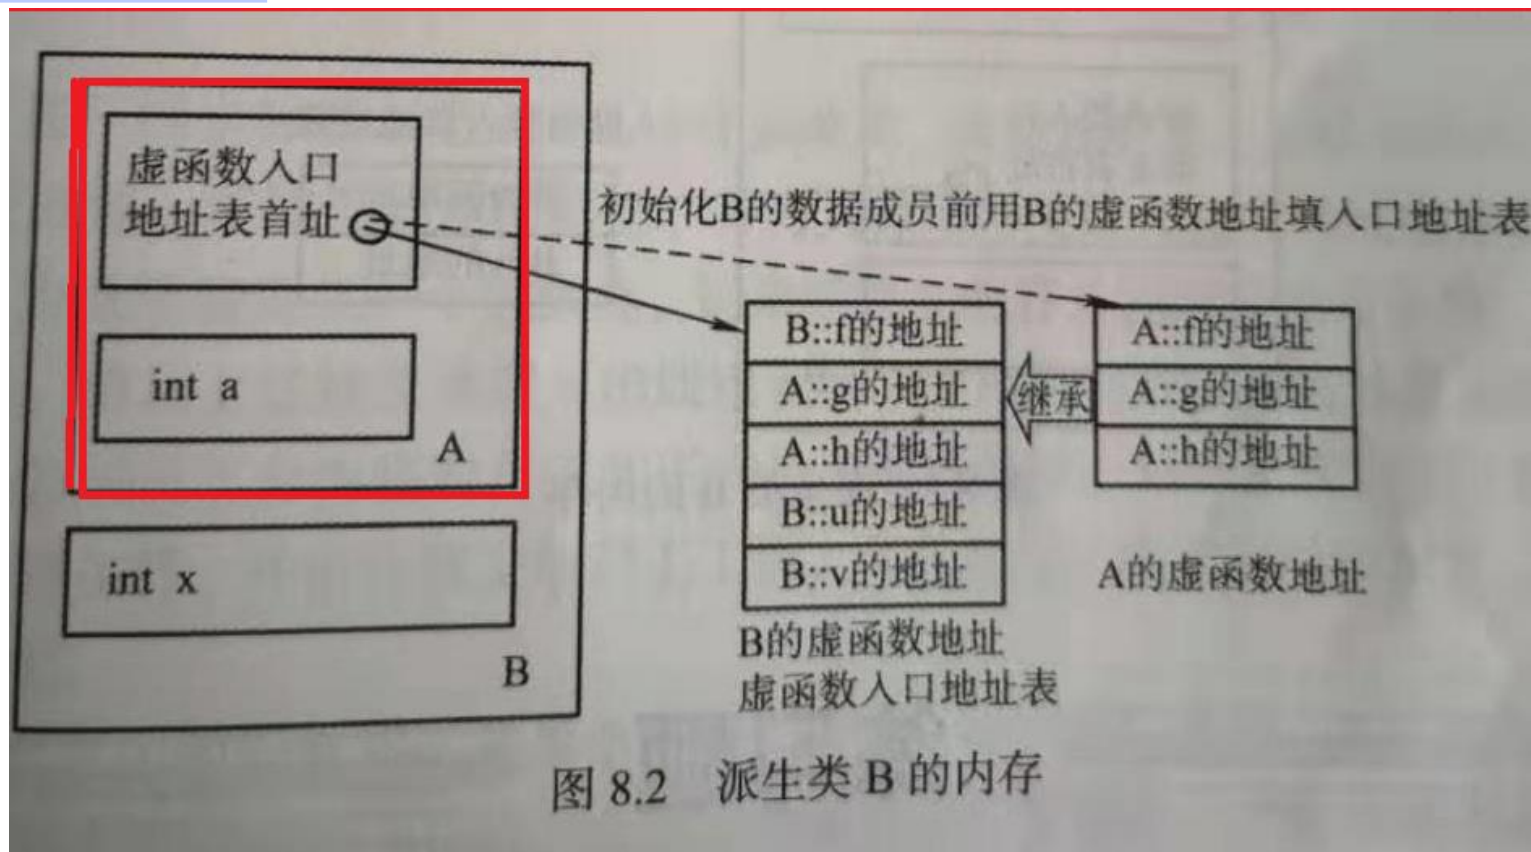 虚函数入口
地址表首址
int a
A
int x
B
初始化B的数据成员前用B的虚函数地址填入口地址表
B::f的地址
A::g的地址
A::h的地址
B::u的地址
B::v的地址
继承
A::f的地址
A::g的地址
A::h的地址
B的虚函数地址
虚函数入口地址表
A的虚函数地址
图 8.2 派生类 B 的内存